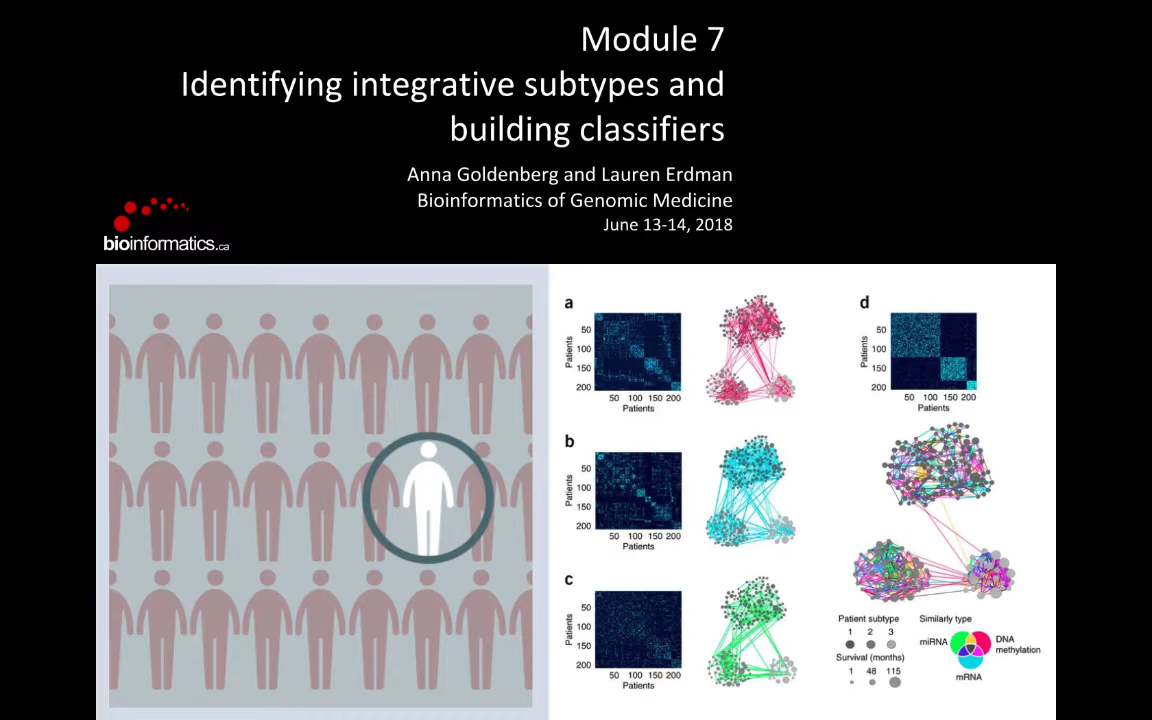 Module 7
Identifying integrative subtypes and
building classifiers
Anna Goldenberg and Lauren Erdman
Bioinformatics of Genomic Medicine
June 13-14, 2018
bioinformatics.ca
a
50
100
150
200
Patients
50 100 150 200
Patients
b
50
100
150
200
Patients
50 100 150 200
Patients
c
50
100
150
200
Patients
50 100 150 200
Patients
d
50
100
150
200
Patients
50 100 150 200
Patients
Patient subtype
1 2 3
Survival (months)
1 48 115
Similarly type
miRNA
DNA
methylation
mRNA